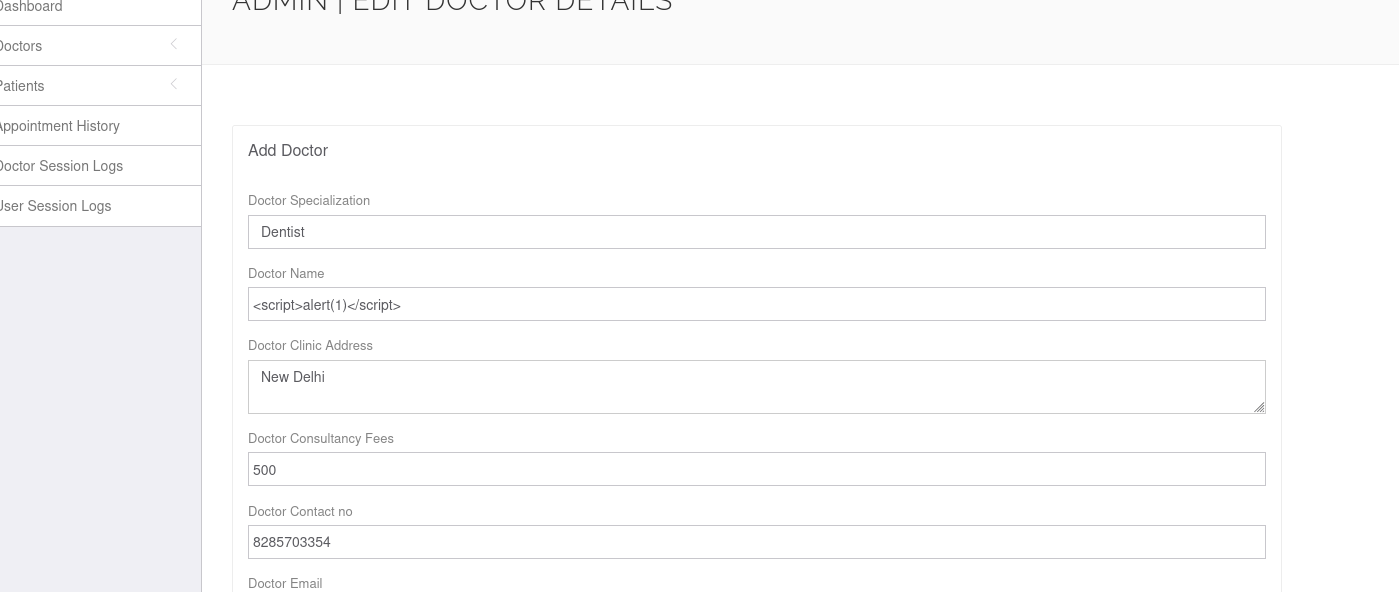 Dashboard
ADMIN | EDIT DOCTOR DETAILS
Doctors
Patients
Appointment History
Doctor Session Logs
User Session Logs
Add Doctor
Doctor Specialization
Dentist
Doctor Name
<script>alert(1)</script>
Doctor Clinic Address
New Delhi
Doctor Consultancy Fees
500
Doctor Contact no
8285703354
Doctor Email